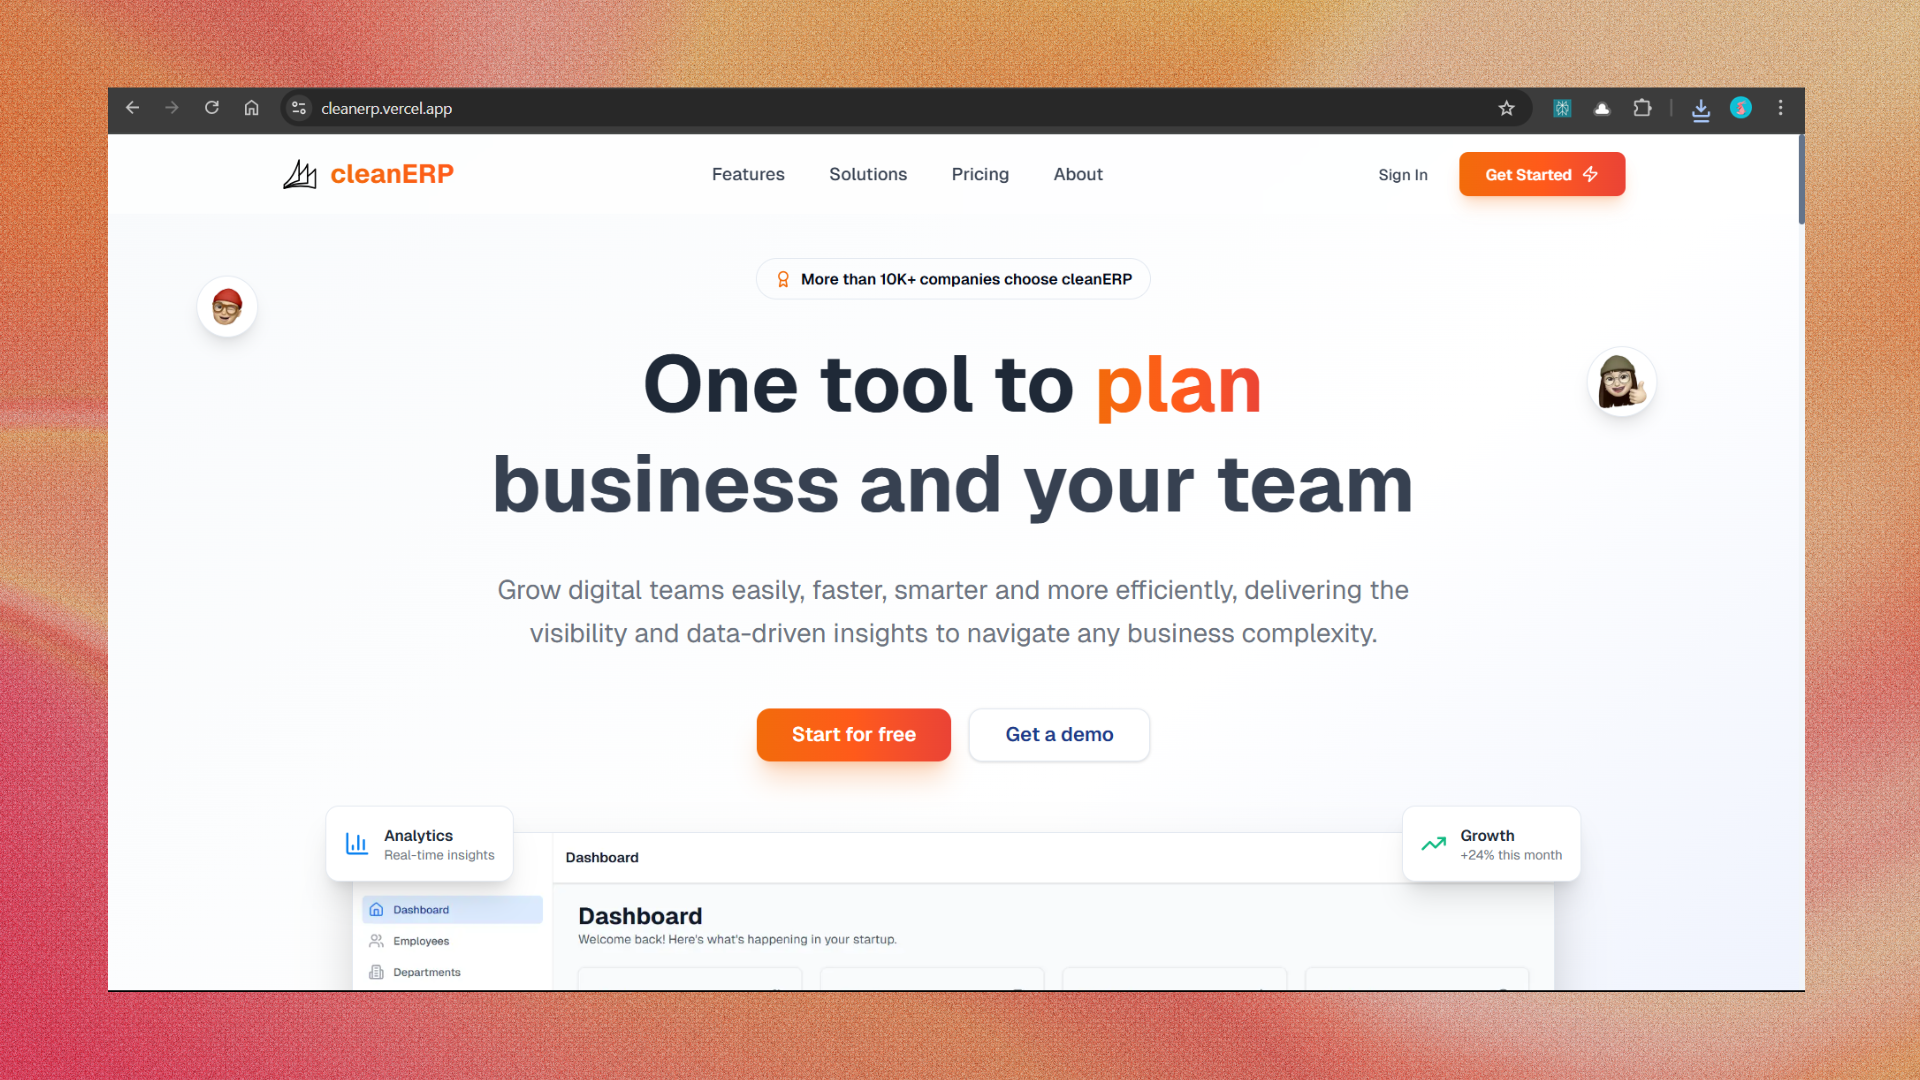 cleanerp.vercel.app
cleanERP
Features
Solutions
Pricing
About
Sign In
Get Started
More than 10K+ companies choose cleanERP
One tool to plan
business and your team
Grow digital teams easily, faster, smarter and more efficiently, delivering the
visibility and data-driven insights to navigate any business complexity.
Start for free
Get a demo
Analytics
Real-time insights
Growth
+24% this month
Dashboard
Dashboard
Employees
Departments
Dashboard
Welcome back! Here's what's happening in your startup.